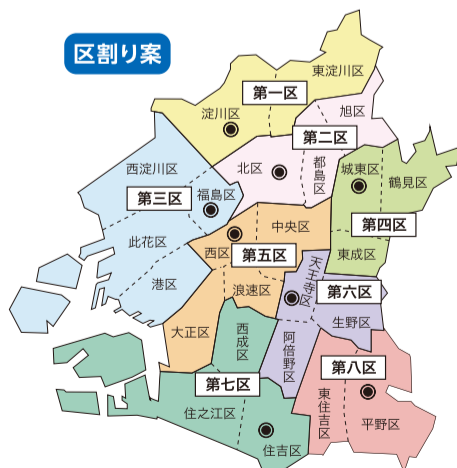 区割り案
東淀川区
第一区
淀川区
旭区
第二区
都島区
北区
西淀川区
城東区
鶴見区
第三区
福島区
第四区
中央区
此花区
西区
第五区
東成区
天王寺区
港区
浪速区
第六区
生野区
大正区
西成区
阿倍野区
第七区
第八区
住之江区
東住吉区
平野区
住吉区